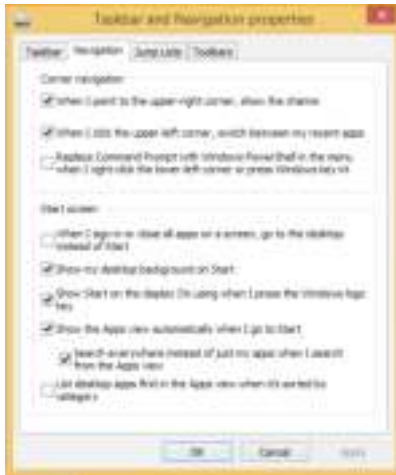 Taskbar and Navigation properties
Taskbar Navigation Jump Lists Toolbars
Corner navigation
When I point to the upper-right corner, show the charms
When I click the upper-left corner, switch between my recent apps
Replace Command Prompt with Windows PowerShell in the menu
when I right-click the lower-left corner or press Windows key+X
Start screen
When I sign in or close all apps on a screen, go to the desktop
instead of Start
Show my desktop background on Start
Show Start on the display I'm using when I press the Windows logo
key
Show the Apps view automatically when I go to Start
Search everywhere instead of just my apps when I search
from the Apps view
List desktop apps first in the Apps view when it's sorted by
category
OK Cancel Apply